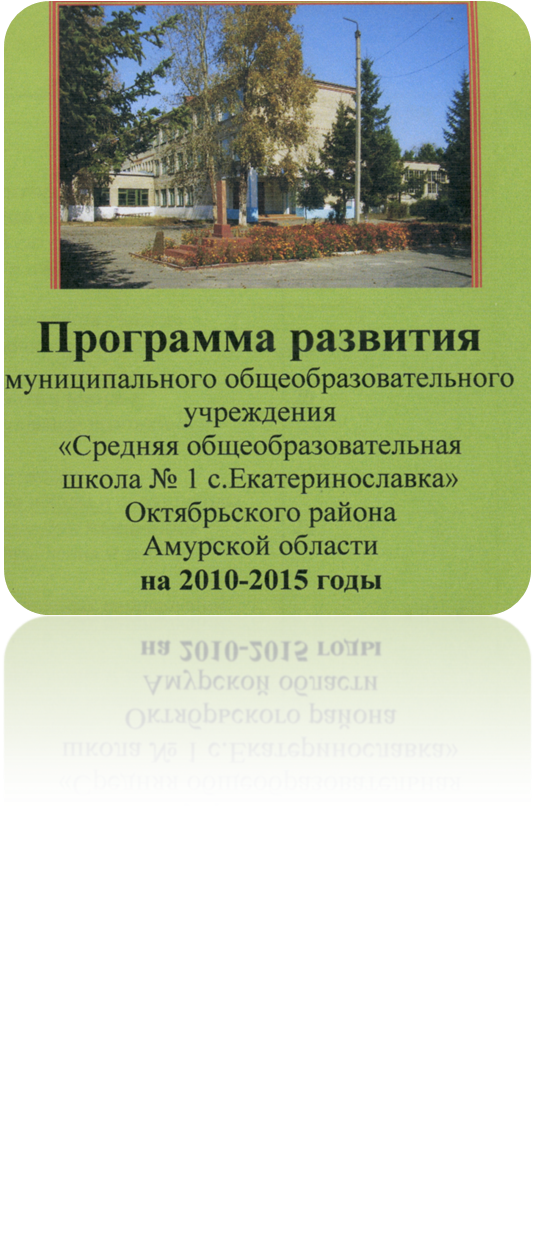 Программа развития
муниципального общеобразовательного
учреждения
«Средняя общеобразовательная
школа № 1 с.Екатеринославка»
Октябрьского района
Амурской области
на 2010-2015 годы